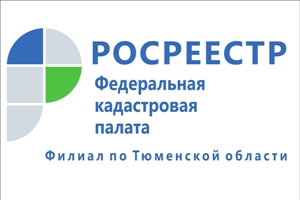 РОСРЕЕСТР
Федеральная
кадастровая
палата
Филиал по Тюменской области